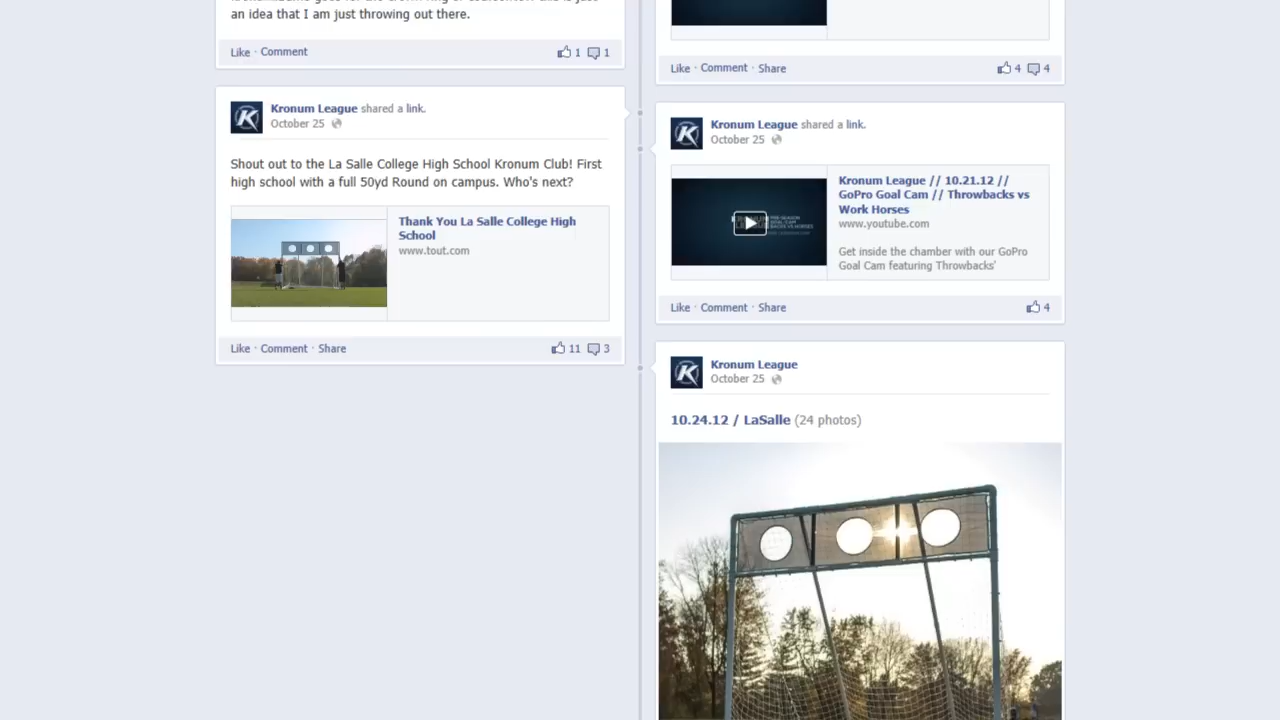 an idea that I am just throwing out there.
Like · Comment
1 1
Kronum League shared a link.
October 25
Shout out to the La Salle College High School Kronum Club! First
high school with a full 50yd Round on campus. Who's next?
Thank You La Salle College High
School
www.tout.com
Like · Comment · Share
11 3
Like · Comment · Share
4 4
Kronum League shared a link.
October 25
Kronum League // 10.21.12 //
GoPro Goal Cam // Throwbacks vs
Work Horses
www.youtube.com
Get inside the chamber with our GoPro
Goal Cam featuring Throwbacks'
Like · Comment · Share
4
Kronum League
October 25
10.24.12 / LaSalle (24 photos)